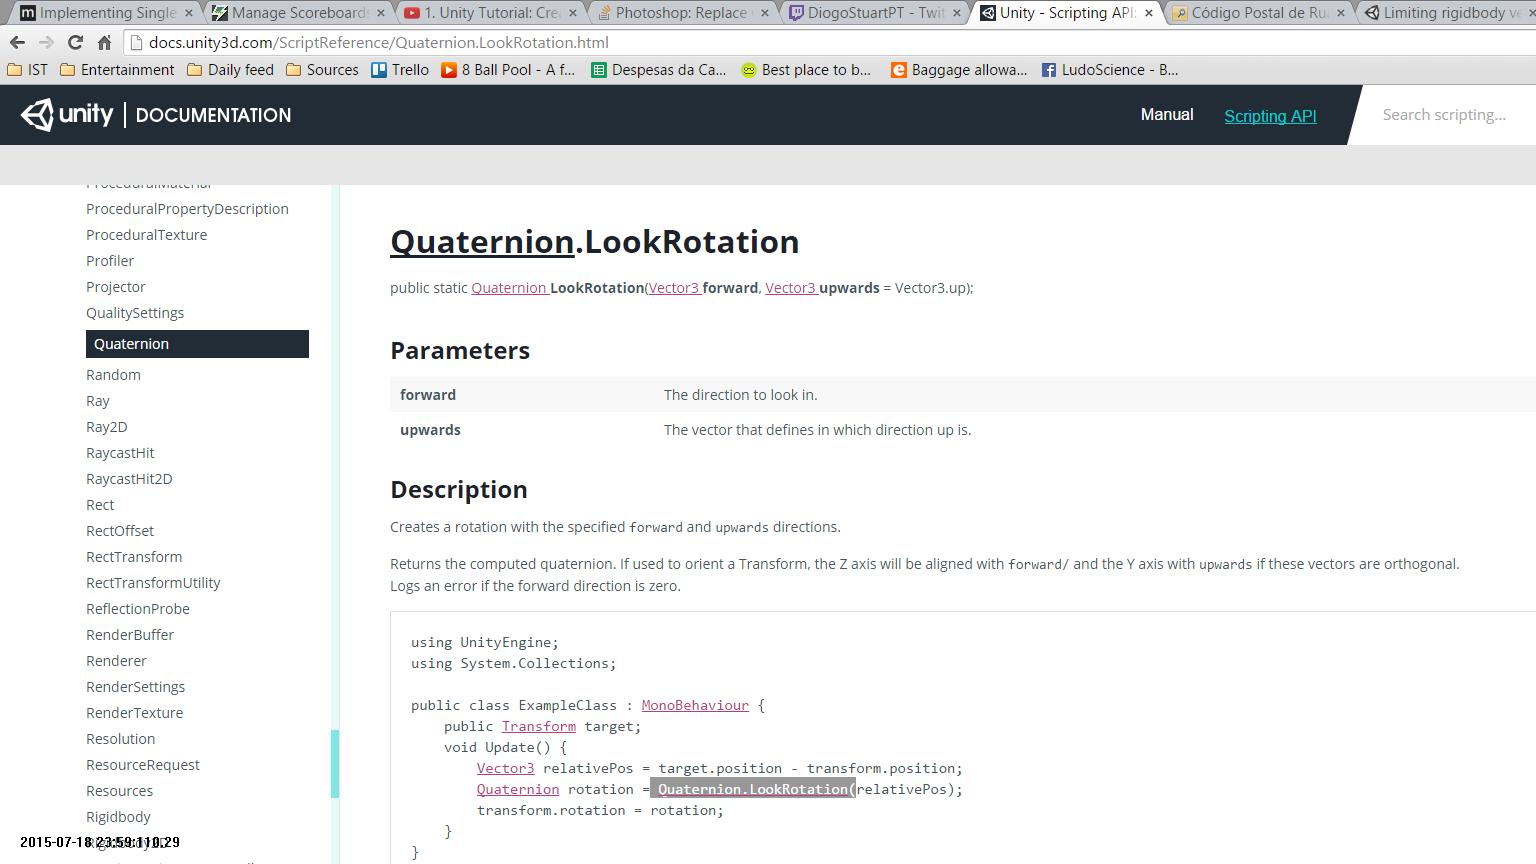 Implementing Single
Manage Scoreboard
1. Unity Tutorial: Cre
Photoshop: Replace
DiogoStuartPT - Twit
Unity - Scripting API:
Código Postal de Ru
Limiting rigidbody ve
docs.unity3d.com/ScriptReference/Quaternion.LookRotation.html
IST Entertainment Daily feed Sources Trello 8 Ball Pool - A f... Despesas da Ca... Best place to b... Baggage allowa... LudoScience - B...
unity | DOCUMENTATION
Manual Scripting API Search scripting...
ProceduralMaterial
ProceduralPropertyDescription
ProceduralTexture
Profiler
Projector
QualitySettings
Quaternion
Random
Ray
Ray2D
RaycastHit
RaycastHit2D
Rect
RectOffset
RectTransform
RectTransformUtility
ReflectionProbe
RenderBuffer
Renderer
RenderSettings
RenderTexture
Resolution
ResourceRequest
Resources
Rigidbody
2015-07-18 23:59:110.29
Quaternion.LookRotation
public static Quaternion LookRotation(Vector3 forward, Vector3 upwards = Vector3.up);
Parameters
forward The direction to look in.
upwards The vector that defines in which direction up is.
Description
Creates a rotation with the specified forward and upwards directions.
Returns the computed quaternion. If used to orient a Transform, the Z axis will be aligned with forward/ and the Y axis with upwards if these vectors are orthogonal.
Logs an error if the forward direction is zero.
using UnityEngine;
using System.Collections;
public class ExampleClass : MonoBehaviour {
public Transform target;
void Update() {
Vector3 relativePos = target.position - transform.position;
Quaternion rotation = Quaternion.LookRotation(relativePos);
transform.rotation = rotation;
}
}